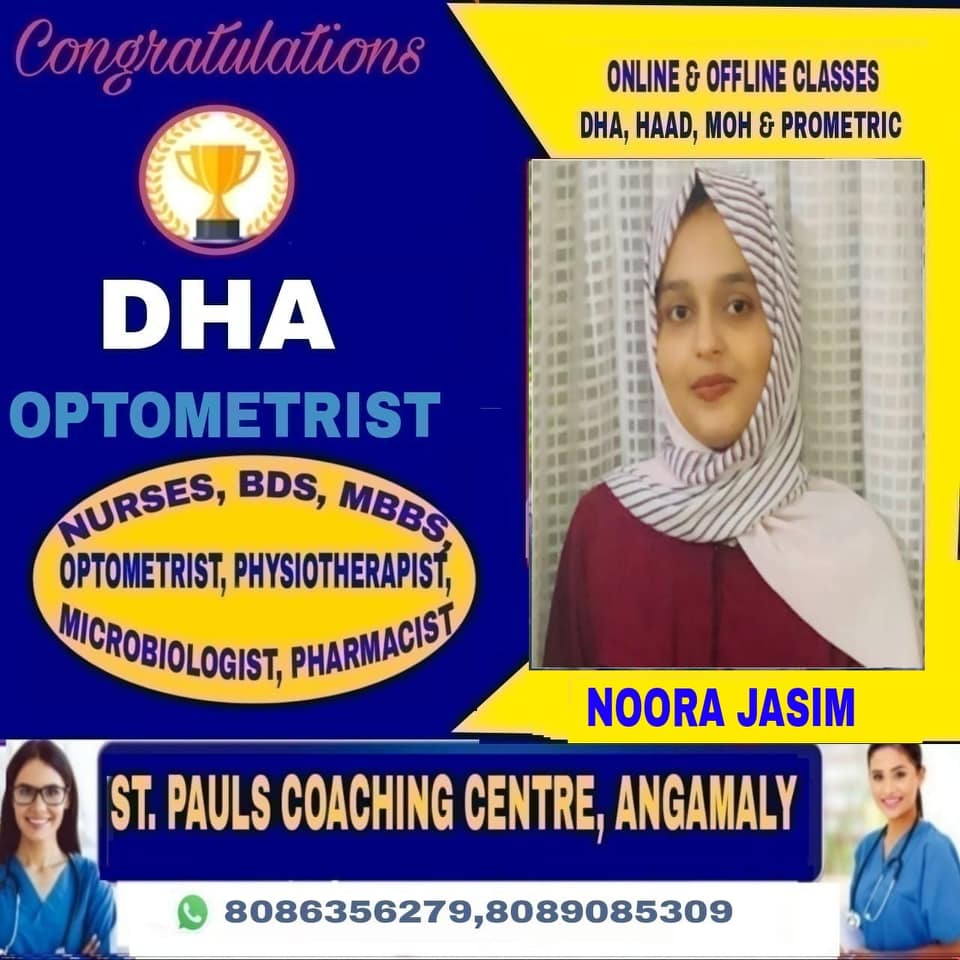 Congratulations
ONLINE & OFFLINE CLASSES
DHA, HAAD, MOH & PROMETRIC
DHA
OPTOMETRIST
NURSES, BDS, MBBS,
OPTOMETRIST, PHYSIOTHERAPIST,
MICROBIOLOGIST, PHARMACIST
NOORA JASIM
ST. PAULS COACHING CENTRE, ANGAMALY
8086356279,8089085309